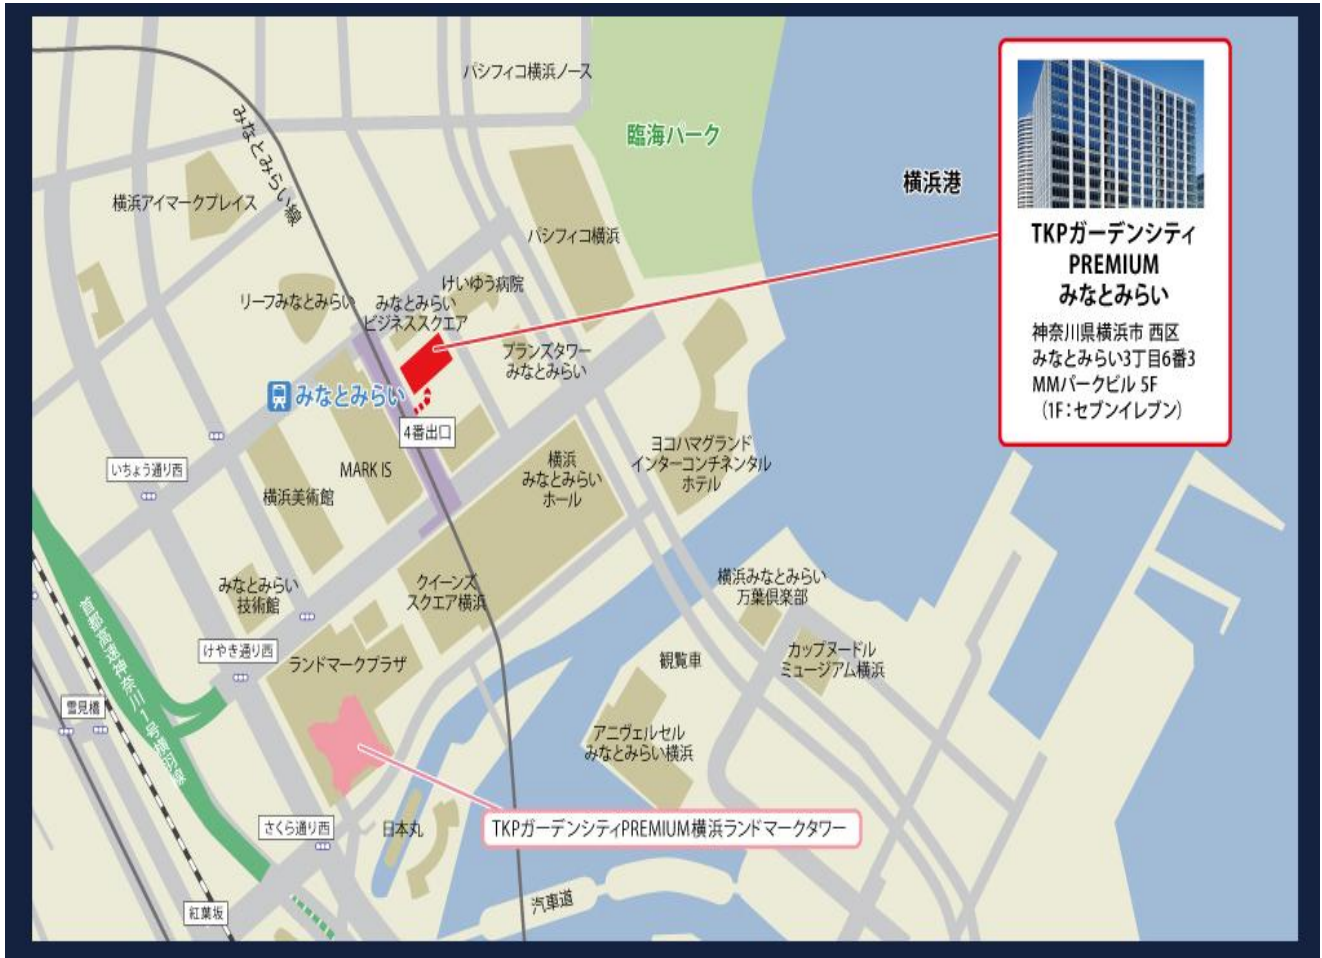 パシフィコ横浜ノース
臨海パーク
みなとみらい線
横浜港
横浜アイマークプレイス
パシフィコ横浜
けいゆう病院
リーフみなとみらい
みなとみらい
ビジネススクエア
ブランズタワー
みなとみらい
みなとみらい
4番出口
TKPガーデンシティ
PREMIUM
みなとみらい
神奈川県横浜市 西区
みなとみらい3丁目6番3
MMパークビル 5F
(1F:セブンイレブン)
いちょう通り西
MARK IS
横浜美術館
横浜
みなとみらい
ホール
ヨコハマグランド
インターコンチネンタル
ホテル
みなとみらい
技術館
クイーンズ
スクエア横浜
横浜みなとみらい
万葉倶楽部
首都高速神奈川1号横羽線
けやき通り西
ランドマークプラザ
観覧車
カップヌードル
ミュージアム横浜
雪見橋
アニヴェルセル
みなとみらい横浜
さくら通り西
日本丸
TKPガーデンシティPREMIUM横浜ランドマークタワー
汽車道
紅葉坂